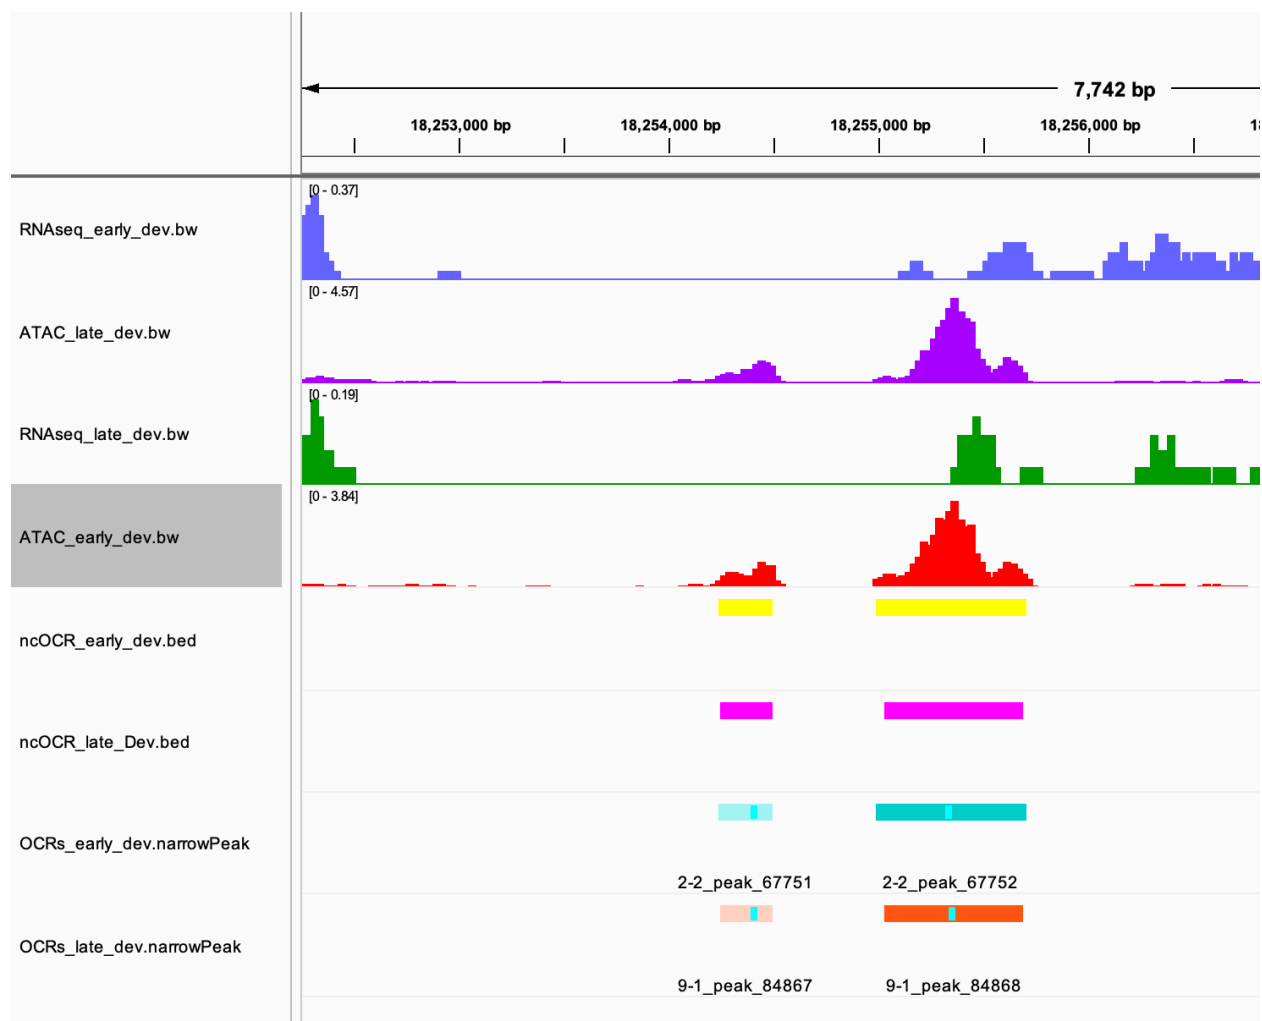 7,742 bp
18,253,000 bp 18,254,000 bp 18,255,000 bp 18,256,000 bp 1
[0 - 0.37]
RNAseq_early_dev.bw
[0 - 4.57]
ATAC_late_dev.bw
[0 - 0.19]
RNAseq_late_dev.bw
[0 - 3.84]
ATAC_early_dev.bw
ncOCR_early_dev.bed
ncOCR_late_Dev.bed
OCRs_early_dev.narrowPeak
2-2_peak_67751 2-2_peak_67752
OCRs_late_dev.narrowPeak
9-1_peak_84867 9-1_peak_84868